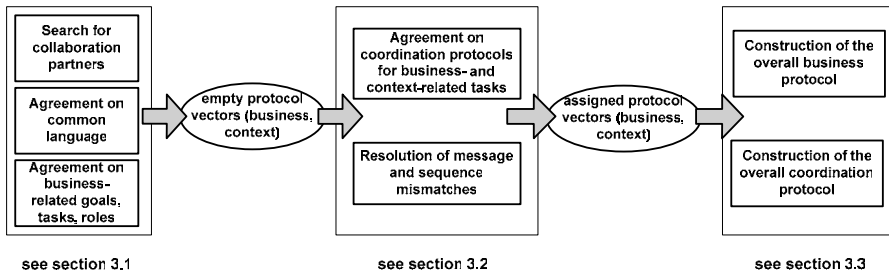 Search for
collaboration
partners
Agreement on
common
language
Agreement on
business-
related goals,
tasks, roles
see section 3.1
empty protocol
vectors (business,
context)
Agreement on
coordination protocols
for business- and
context-related tasks
Resolution of message
and sequence
mismatches
see section 3.2
assigned protocol
vectors (business,
context)
Construction of the
overall business
protocol
Construction of the
overall coordination
protocol
see section 3.3